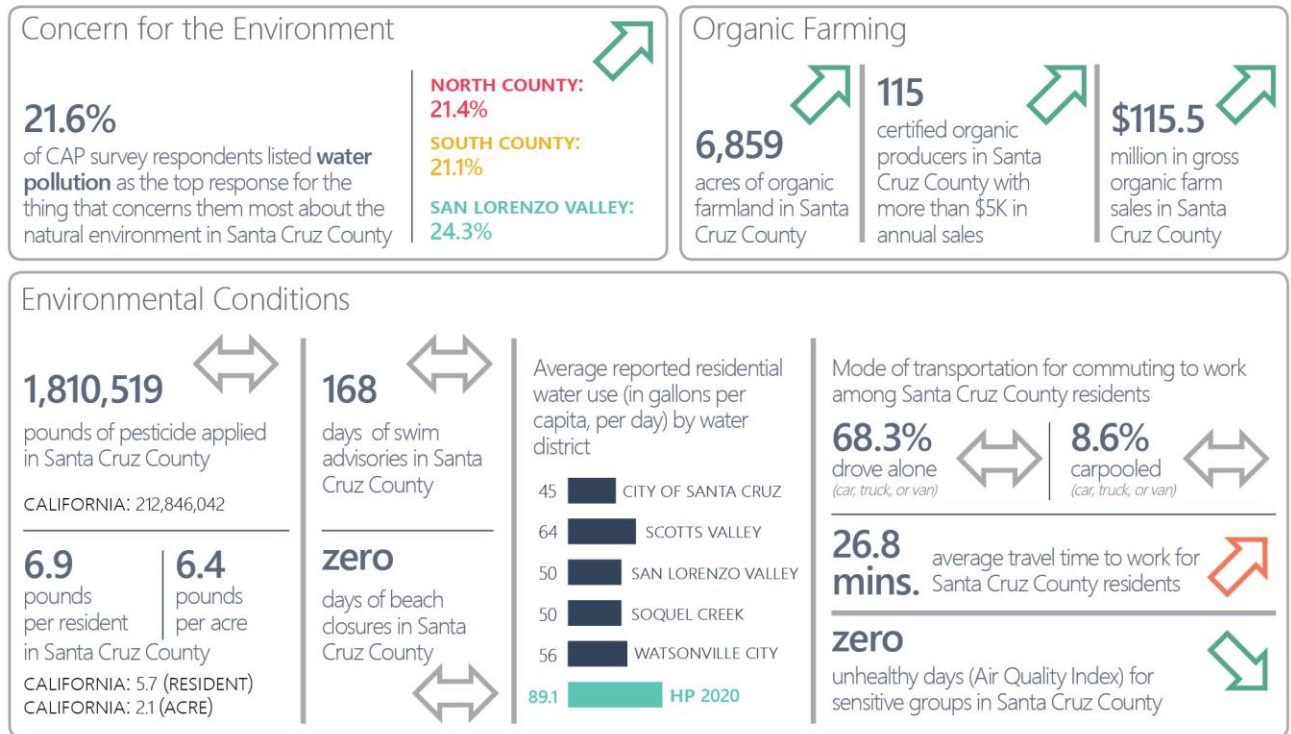 Concern for the Environment
21.6%
of CAP survey respondents listed water
pollution as the top response for the
thing that concerns them most about the
natural environment in Santa Cruz County
NORTH COUNTY:
21.4%
SOUTH COUNTY:
21.1%
SAN LORENZO VALLEY:
24.3%
Organic Farming
6,859
acres of organic
farmland in Santa
Cruz County
115
certified organic
producers in Santa
Cruz County with
more than $5K in
annual sales
$115.5
million in gross
organic farm
sales in Santa
Cruz County
Environmental Conditions
1,810,519
pounds of pesticide applied
in Santa Cruz County
CALIFORNIA: 212,846,042
6.9
pounds
per resident
6.4
pounds
per acre
in Santa Cruz County
CALIFORNIA: 5.7 (RESIDENT)
CALIFORNIA: 2.1 (ACRE)
168
days of swim
advisories in Santa
Cruz County
zero
days of beach
closures in Santa
Cruz County
Average reported residential
water use (in gallons per
capita, per day) by water
district
45 CITY OF SANTA CRUZ
64 SCOTTS VALLEY
50 SAN LORENZO VALLEY
50 SOQUEL CREEK
56 WATSONVILLE CITY
89.1 HP 2020
Mode of transportation for commuting to work
among Santa Cruz County residents
68.3%
drove alone
(car, truck, or van)
8.6%
carpooled
(car, truck, or van)
26.8
mins.
average travel time to work for
Santa Cruz County residents
zero
unhealthy days (Air Quality Index) for
sensitive groups in Santa Cruz County